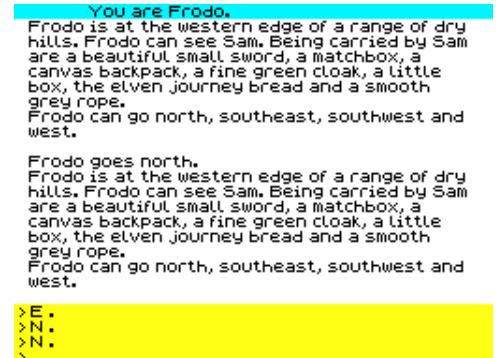 You are Frodo.
Frodo is at the western edge of a range of dry
hills. Frodo can see Sam. Being carried by Sam
are a beautiful small sword, a matchbox, a
canvas backpack, a fine green cloak, a little
box, the elven journey bread and a smooth
grey rope.
Frodo can go north, southeast, southwest and
west.
Frodo goes north.
Frodo is at the western edge of a range of dry
hills. Frodo can see Sam. Being carried by Sam
are a beautiful small sword, a matchbox, a
canvas backpack, a fine green cloak, a little
box, the elven journey bread and a smooth
grey rope.
Frodo can go north, southeast, southwest and
west.
>E.
>N.
>N.
>